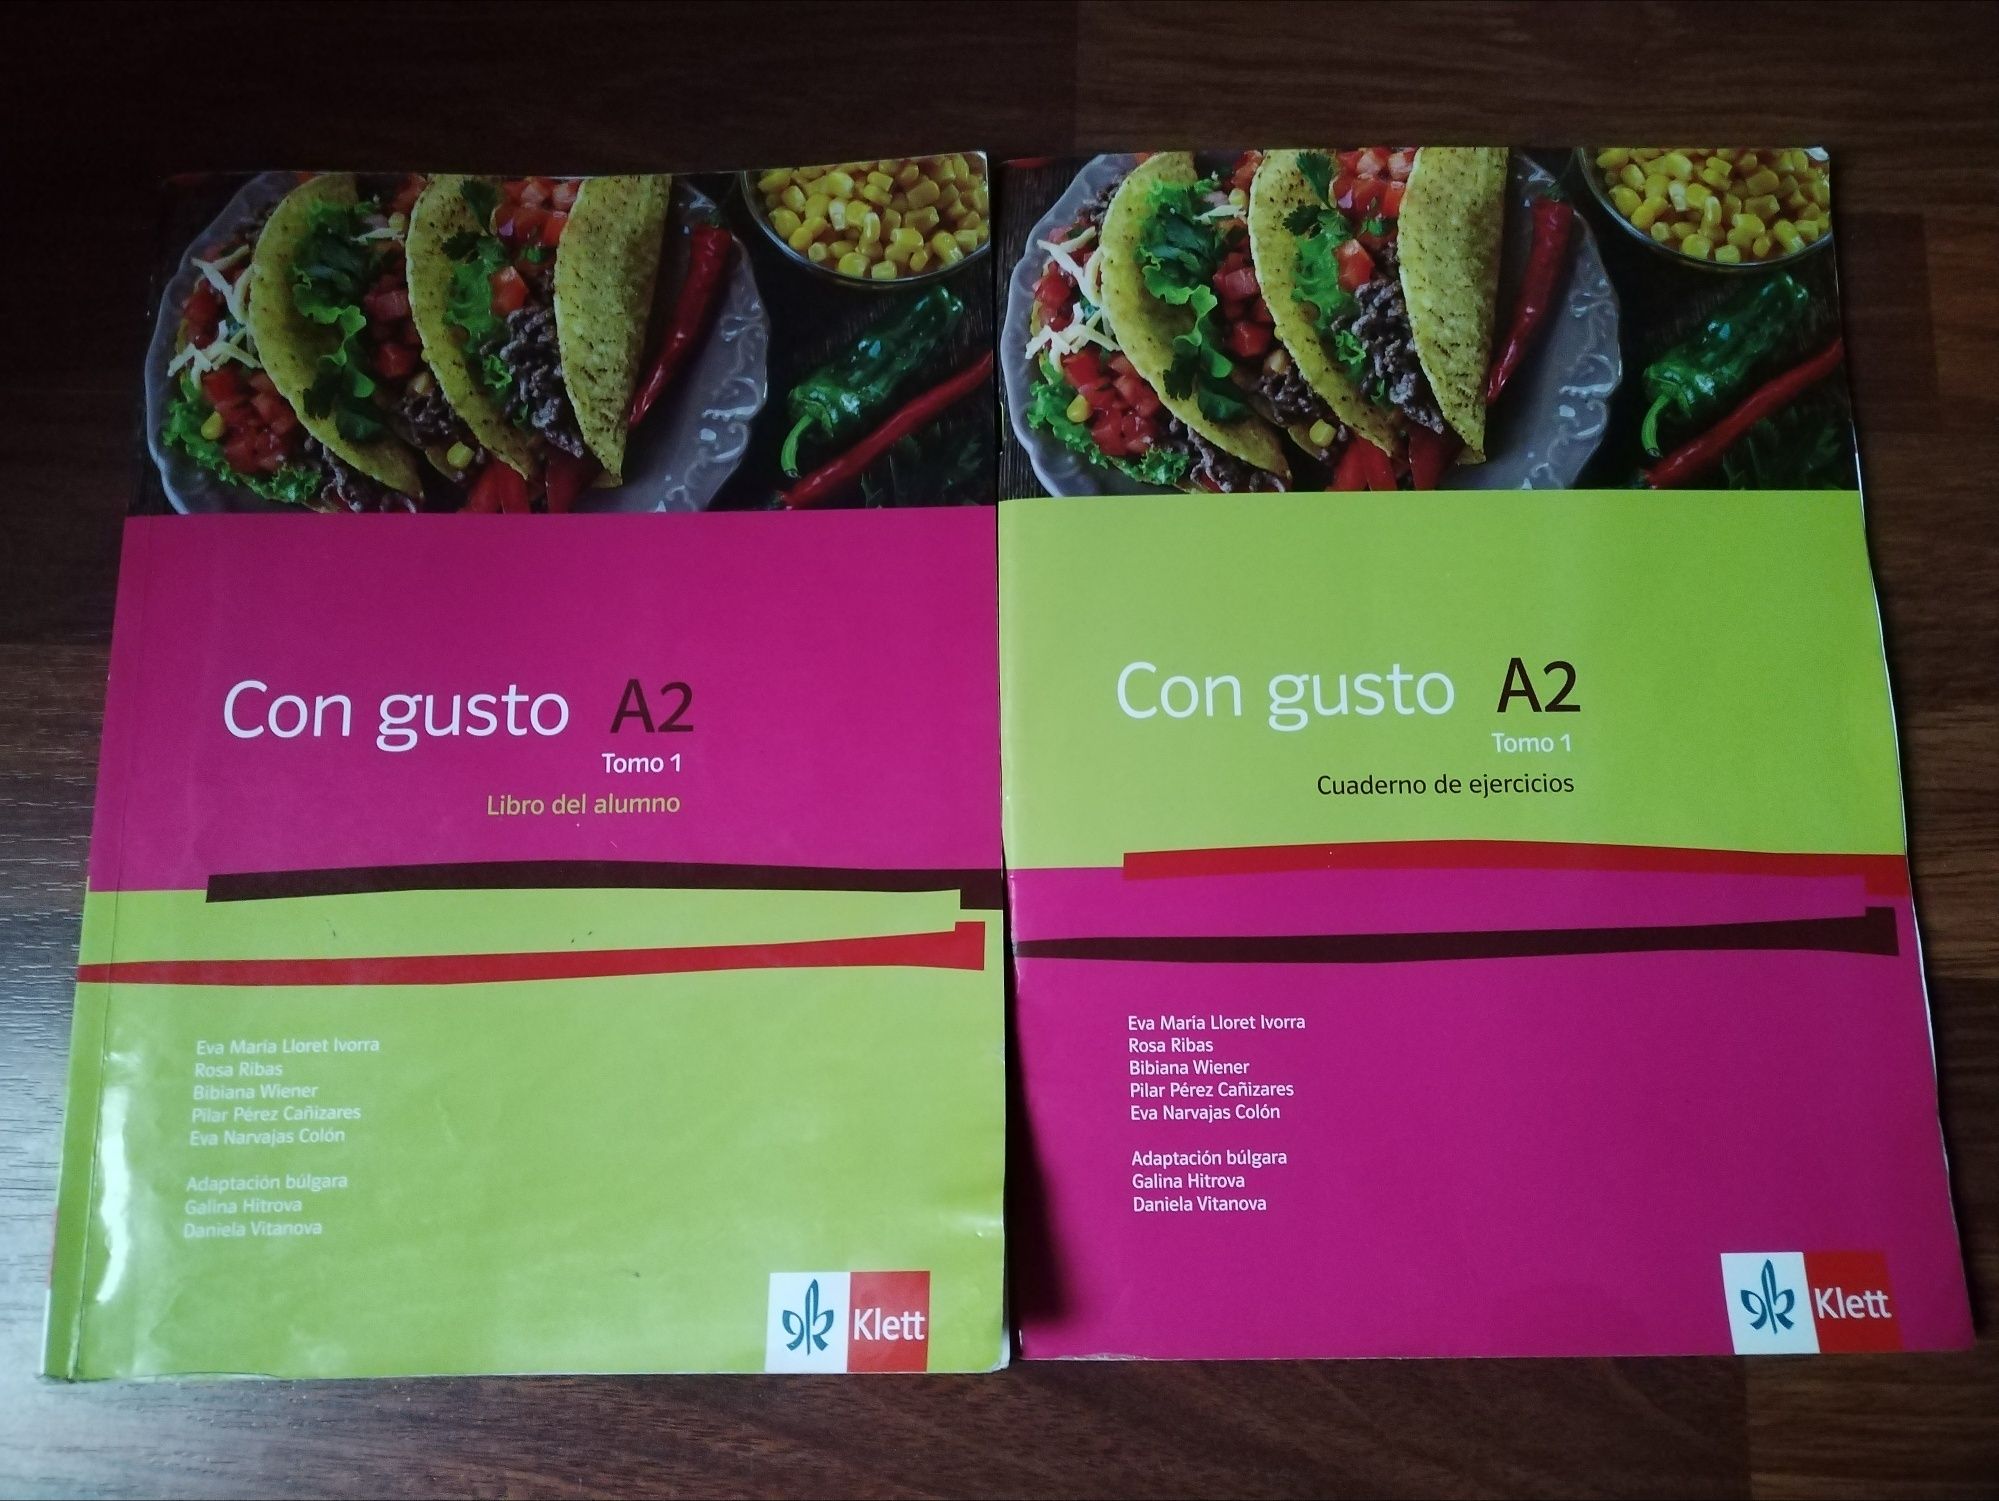 Con gusto A2
Tomo 1
Libro del alumno
Eva María Lloret Ivorra
Rosa Ribas
Bibiana Wiener
Pilar Pérez Cañizares
Eva Narvajas Colón
Adaptación búlgara
Galina Hitrova
Daniela Vitanova
Klett
Con gusto A2
Tomo 1
Cuaderno de ejercicios
Eva María Lloret Ivorra
Rosa Ribas
Bibiana Wiener
Pilar Pérez Cañizares
Eva Narvajas Colón
Adaptación búlgara
Galina Hitrova
Daniela Vitanova
Klett